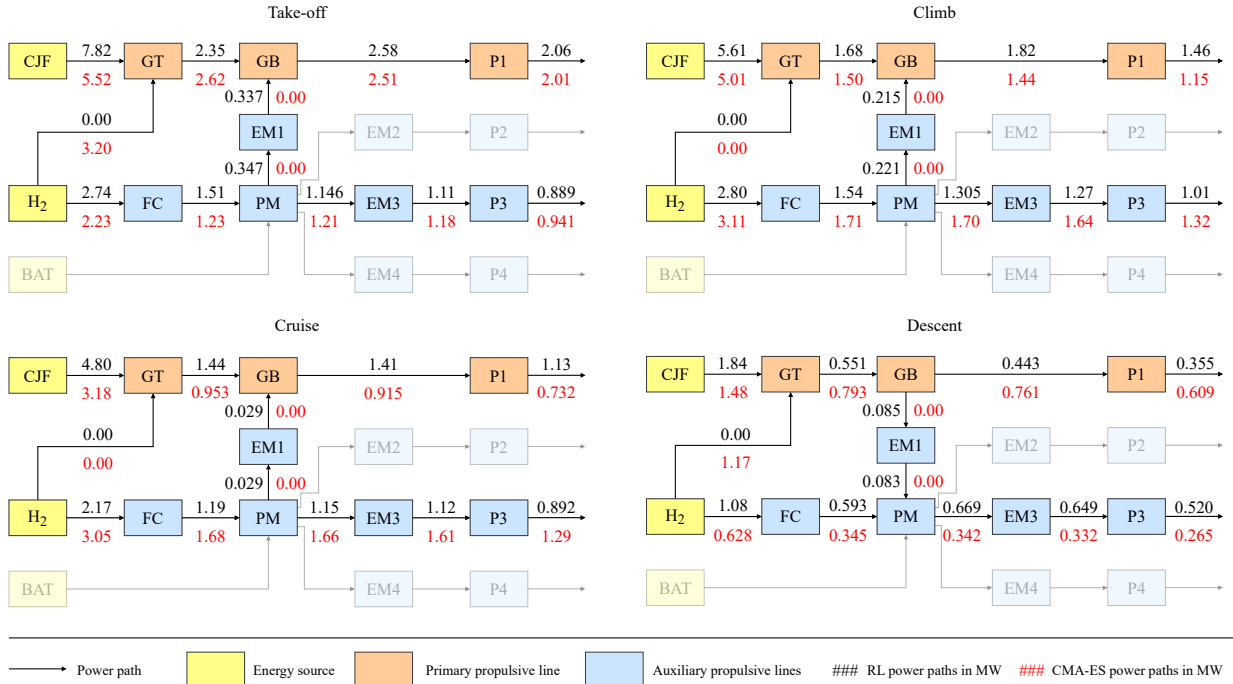 Take-off
CJF 7.82 GT 2.35 GB 2.58 P1 2.06
5.52 2.62 2.51 2.01
0.337 0.00
0.00 EM1 EM2 P2
3.20
0.347 0.00
H₂ 2.74 FC 1.51 PM 1.146 EM3 1.11 P3 0.889
2.23 1.23 1.21 1.18 0.941
BAT EM4 P4
Climb
CJF 5.61 GT 1.68 GB 1.82 P1 1.46
5.01 1.50 1.44 1.15
0.215 0.00
0.00 EM1 EM2 P2
0.00
0.221 0.00
H₂ 2.80 FC 1.54 PM 1.305 EM3 1.27 P3 1.01
3.11 1.71 1.70 1.64 1.32
BAT EM4 P4
Cruise
CJF 4.80 GT 1.44 GB 1.41 P1 1.13
3.18 0.953 0.915 0.732
0.029 0.00
0.00 EM1 EM2 P2
0.00
0.029 0.00
H₂ 2.17 FC 1.19 PM 1.15 EM3 1.12 P3 0.892
3.05 1.68 1.66 1.61 1.29
BAT EM4 P4
Descent
CJF 1.84 GT 0.551 GB 0.443 P1 0.355
1.48 0.793 0.761 0.609
0.085 0.00
0.00 EM1 EM2 P2
1.17
0.083 0.00
H₂ 1.08 FC 0.593 PM 0.669 EM3 0.649 P3 0.520
0.628 0.345 0.342 0.332 0.265
BAT EM4 P4
Power path Energy source Primary propulsive line Auxiliary propulsive lines ### RL power paths in MW ### CMA-ES power paths in MW